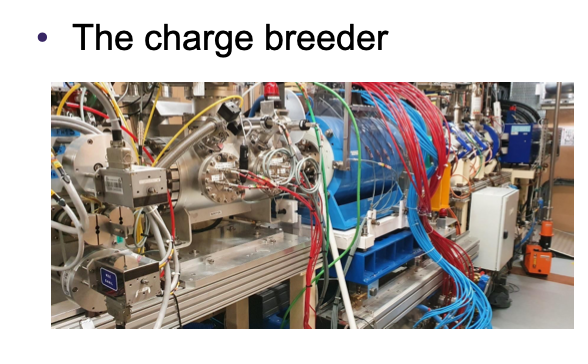 • The charge breeder